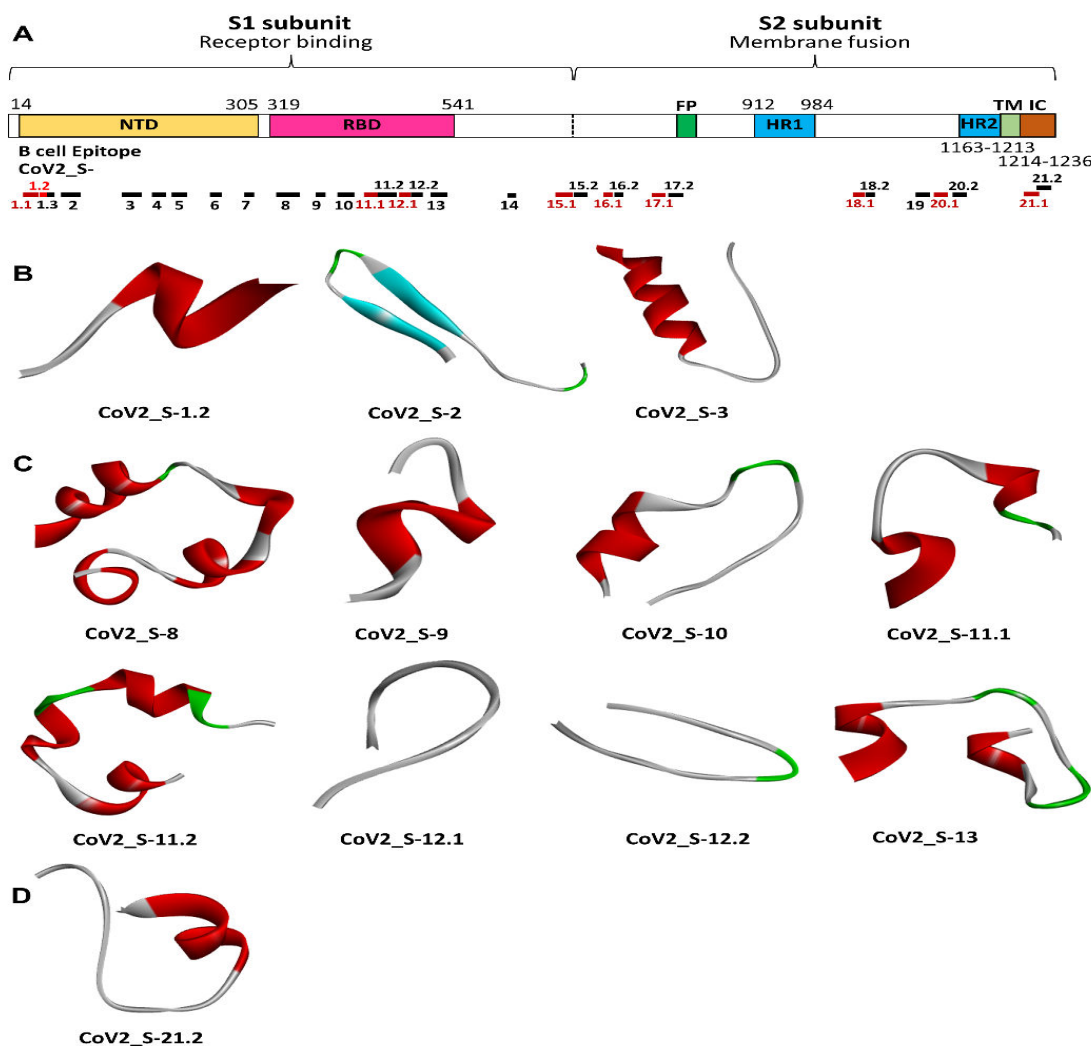 A
S1 subunit
Receptor binding
S2 subunit
Membrane fusion
14 305 319 541 FP 912 984 TM IC
NTD RBD HR1 HR2
1163-1213
1214-1236
B cell Epitope
CoV2_S-
1.2 11.2 12.2 15.2 16.2 17.2 18.2 20.2 21.2
1.1 1.3 2 3 4 5 6 7 8 9 10 11.1 12.1 13 14 15.1 16.1 17.1 18.1 19 20.1 21.1
B
CoV2_S-1.2 CoV2_S-2 CoV2_S-3
C
CoV2_S-8 CoV2_S-9 CoV2_S-10 CoV2_S-11.1
CoV2_S-11.2 CoV2_S-12.1 CoV2_S-12.2 CoV2_S-13
D
CoV2_S-21.2